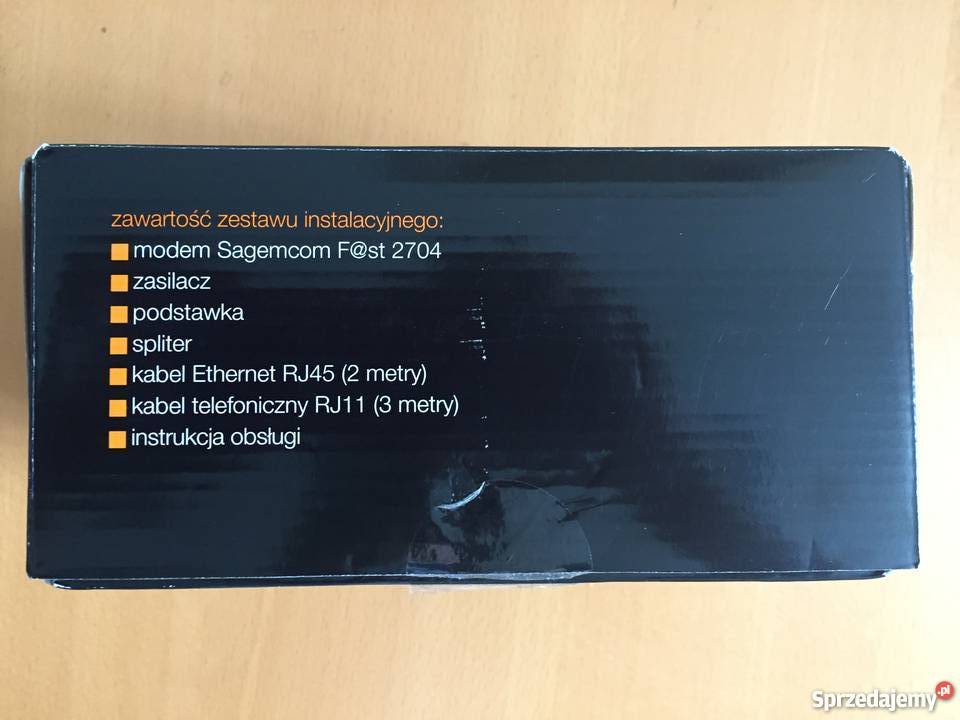 zawartość zestawu instalacyjnego:
modem Sagemcom F@st 2704
zasilacz
podstawka
spliter
kabel Ethernet RJ45 (2 metry)
kabel telefoniczny RJ11 (3 metry)
instrukcja obsługi
Sprzedajemy.pl